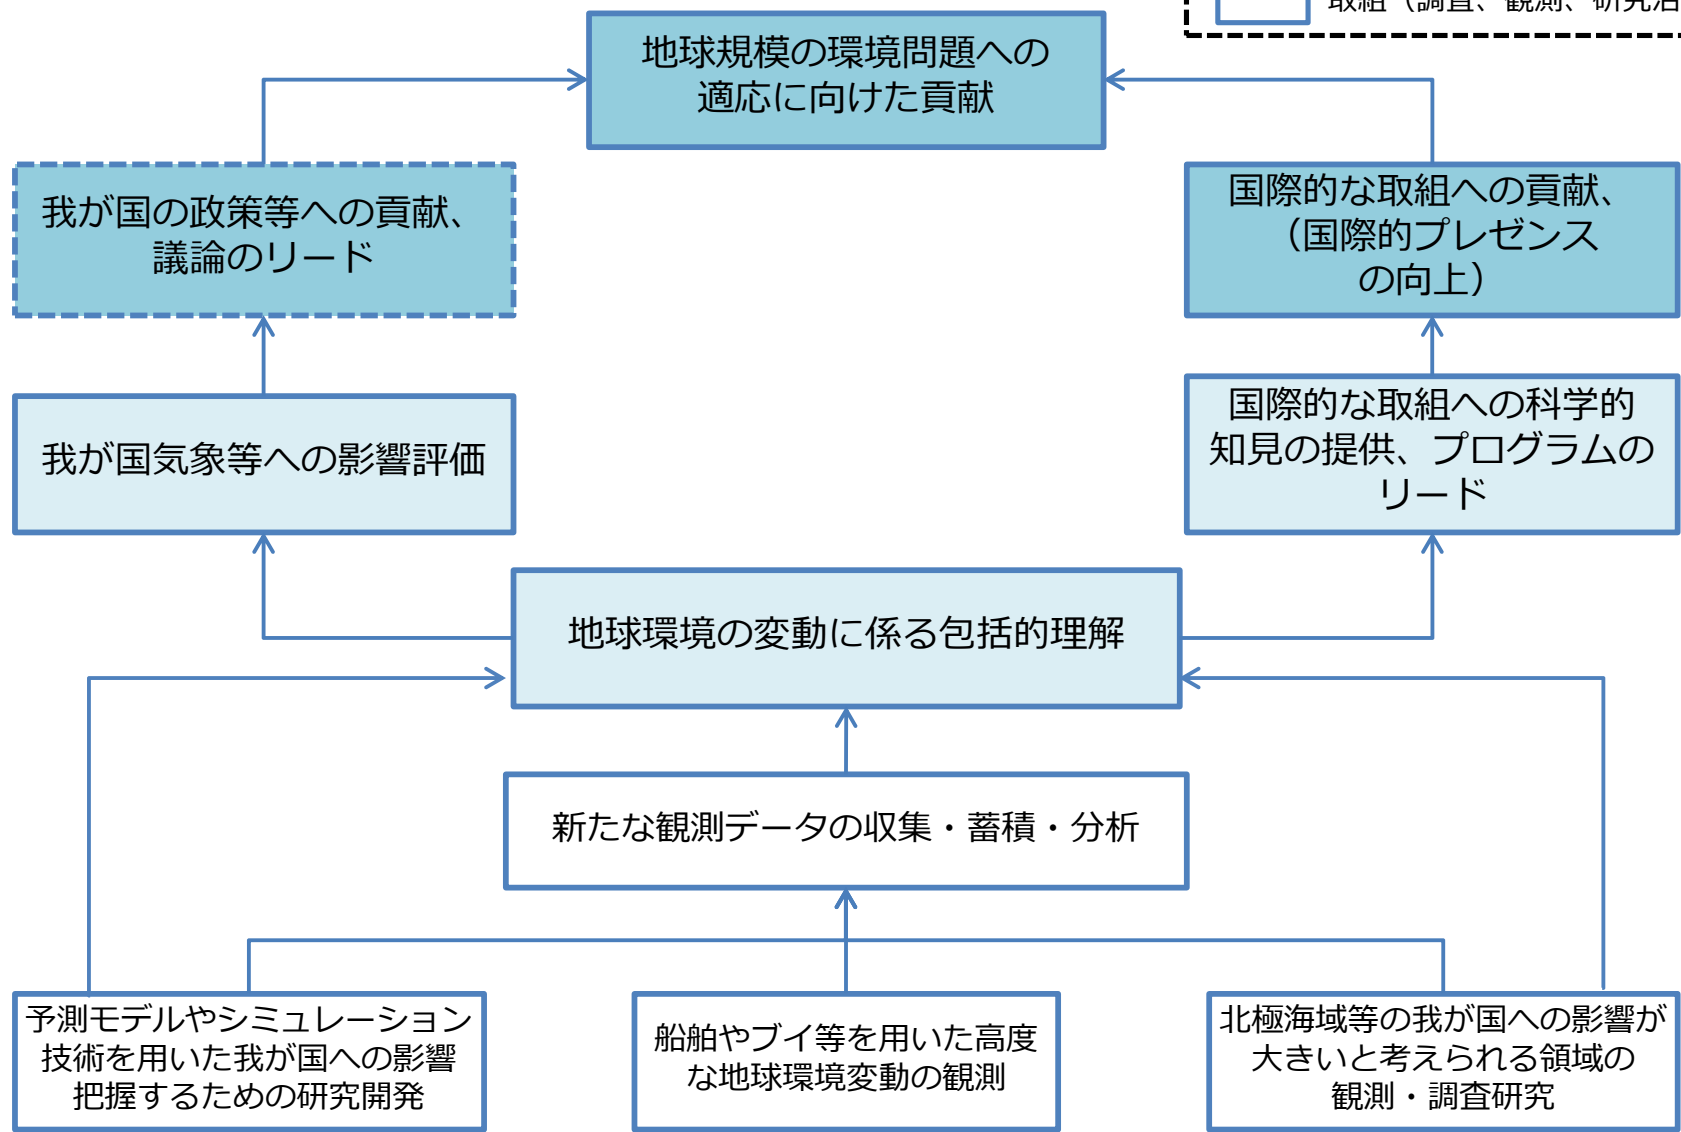 取組（調査、観測、研究活
地球規模の環境問題への
適応に向けた貢献
我が国の政策等への貢献、
議論のリード
国際的な取組への貢献、
（国際的プレゼンス
の向上）
我が国気象等への影響評価
国際的な取組への科学的
知見の提供、プログラムの
リード
地球環境の変動に係る包括的理解
新たな観測データの収集・蓄積・分析
予測モデルやシミュレーション
技術を用いた我が国への影響
把握するための研究開発
船舶やブイ等を用いた高度
な地球環境変動の観測
北極海域等の我が国への影響が
大きいと考えられる領域の
観測・調査研究